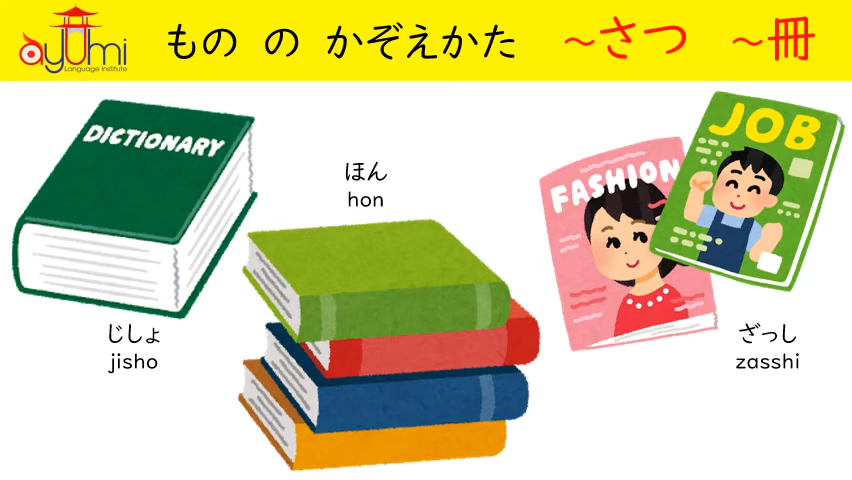 ayumi
Language Institute
もの の かぞえかた ～さつ ～冊
DICTIONARY
ほん
hon
FASHION
JOB
じしょ
jisho
ざっし
zasshi